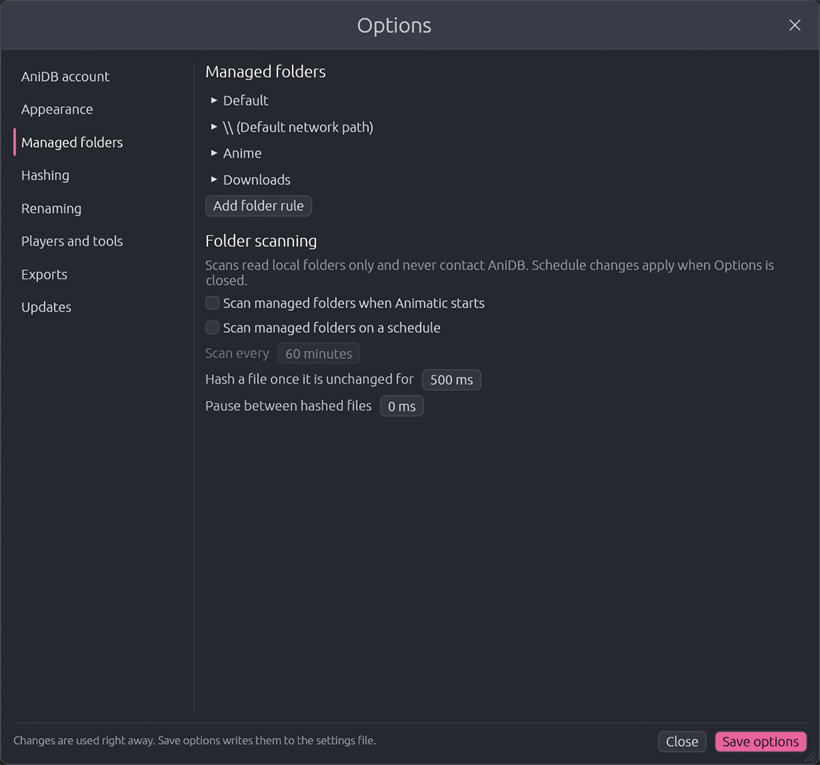 Options
AniDB account
Appearance
Managed folders
Hashing
Renaming
Players and tools
Exports
Updates
Managed folders
Default
\\ (Default network path)
Anime
Downloads
Add folder rule
Folder scanning
Scans read local folders only and never contact AniDB. Schedule changes apply when Options is
closed.
Scan managed folders when Animatic starts
Scan managed folders on a schedule
Scan every 60 minutes
Hash a file once it is unchanged for 500 ms
Pause between hashed files 0 ms
Changes are used right away. Save options writes them to the settings file.
Close
Save options